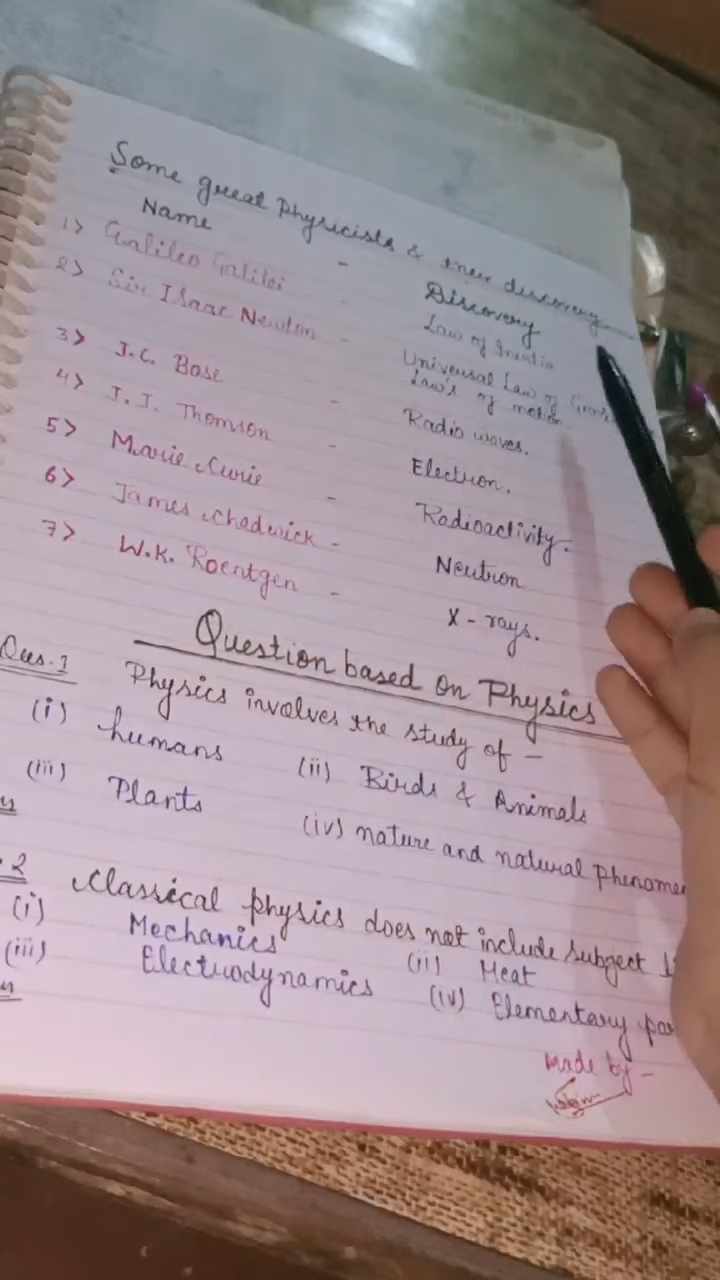 Some great Physicists & their discovery
Name - Discovery
1) Galileo Galilei - Law of Inertia
2) Sir Isaac Newton - Universal Law of
Law's of motion
3) J.C. Bose - Radio waves.
4) J.J. Thomson - Electron.
5) Marie Curie - Radioactivity.
6) James Chadwick - Neutron
7) W.K. Roentgen - X-rays.
Question based on Physics
Ques.1 Physics involves the study of -
(i) humans (ii) Birds & Animals
(iii) Plants (iv) nature and natural Phenomen
2 Classical physics does not include subject
(i) Mechanics (ii) Heat
(iii) Electrodynamics (iv) Elementary pa
made by -